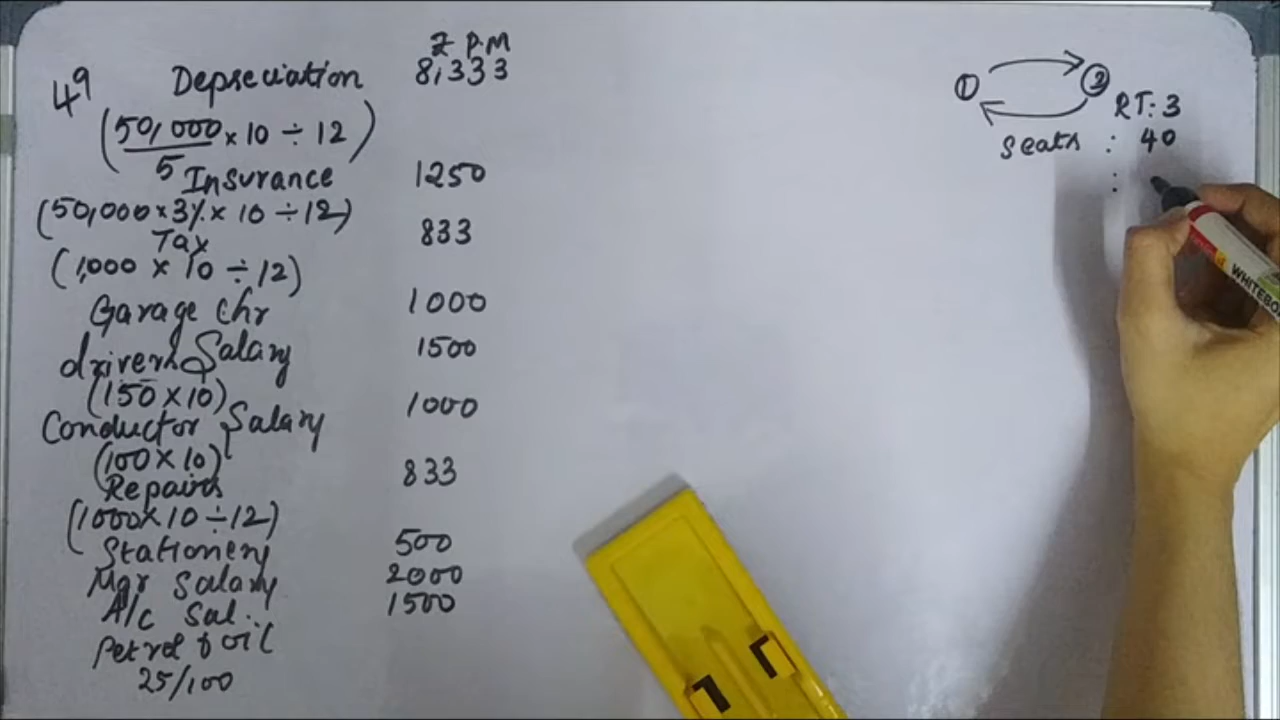 ₹ P.M
49 Depreciation 8,333
(50,000 × 10 ÷ 12)
5
Insurance 1250
(50,000 × 3% × 10 ÷ 12)
Tax 833
(1,000 × 10 ÷ 12)
Garage chr 1000
drivers Salary 1500
(150 × 10)
Conductor Salary 1000
(100 × 10)
Repairs 833
(1000 × 10 ÷ 12)
Stationery 500
Mgr Salary 2000
A/c Sal. 1500
Petrol & oil
25/100
① ②
RT: 3
Seats : 40
:
WHITEBO